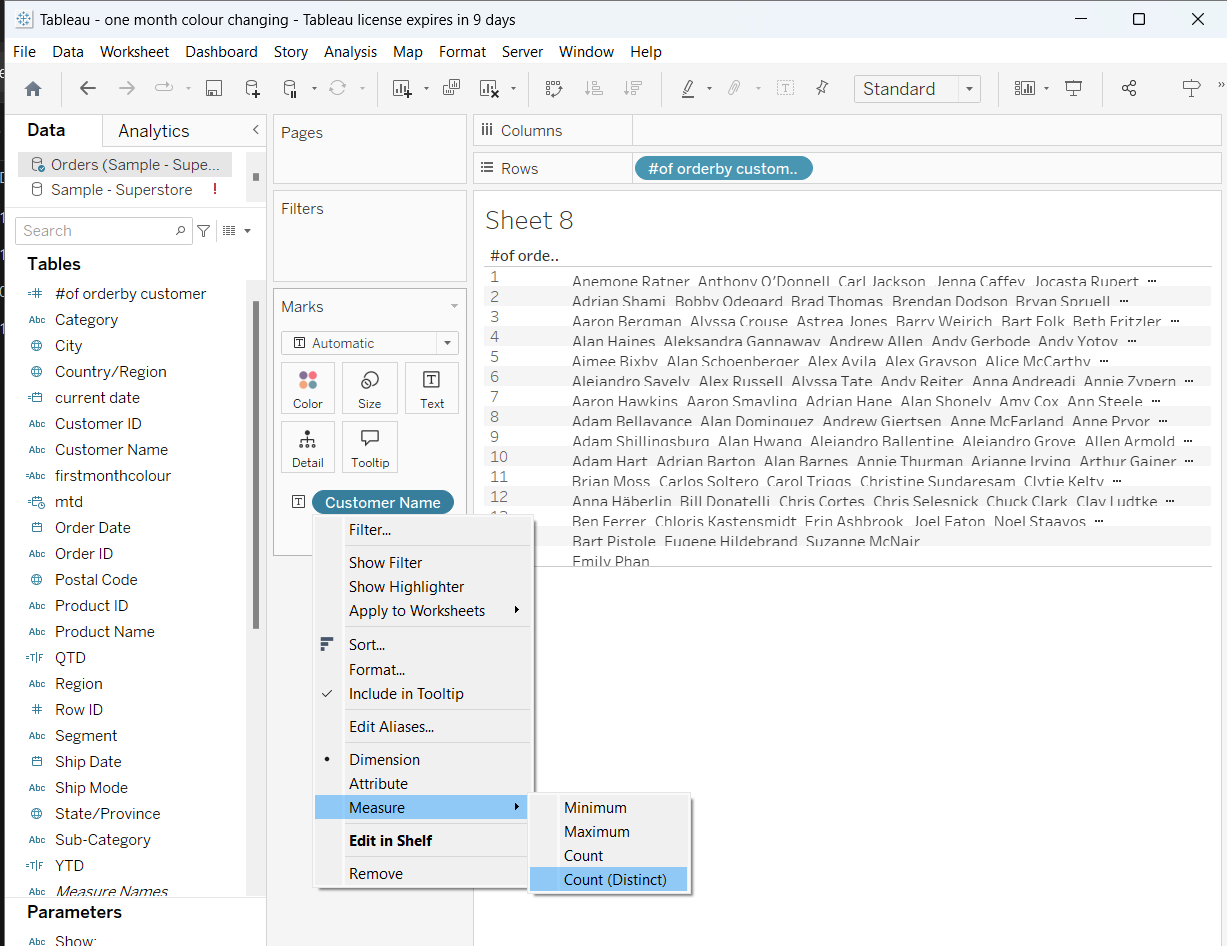 Tableau - one month colour changing - Tableau license expires in 9 days
File Data Worksheet Dashboard Story Analysis Map Format Server Window Help
Standard
Data Analytics
Orders (Sample - Supe...
Sample - Superstore !
Search
Tables
#of orderby customer
Abc Category
City
Country/Region
current date
Abc Customer ID
Abc Customer Name
=Abc firstmonthcolour
mtd
Order Date
Abc Order ID
Postal Code
Abc Product ID
Abc Product Name
=T|F QTD
Abc Region
# Row ID
Abc Segment
Ship Date
Abc Ship Mode
State/Province
Abc Sub-Category
=T|F YTD
Abc Measure Names
Parameters
Abc Show:
Pages
Filters
Marks
Automatic
Color Size Text
Detail Tooltip
Customer Name
Filter...
Show Filter
Show Highlighter
Apply to Worksheets
Sort...
Format...
Include in Tooltip
Edit Aliases...
Dimension
Attribute
Measure
Edit in Shelf
Remove
Minimum
Maximum
Count
Count (Distinct)
Columns
Rows #of orderby custom..
Sheet 8
#of orde..
1 Anemone Ratner Anthony O'Donnell Carl Jackson Jenna Caffey Jocasta Rupert ...
2 Adrian Shami Bobby Odegard Brad Thomas Brendan Dodson Bryan Spruell ...
3 Aaron Bergman Alyssa Crouse Astrea Jones Barry Weirich Bart Folk Beth Fritzler ...
4 Alan Haines Aleksandra Gannaway Andrew Allen Andy Gerbode Andy Yotov ...
5 Aimee Bixby Alan Schoenberger Alex Avila Alex Grayson Alice McCarthy ...
6 Alejandro Savely Alex Russell Alyssa Tate Andy Reiter Anna Andreadi Annie Zypern ...
7 Aaron Hawkins Aaron Smayling Adrian Hane Alan Shonely Amy Cox Ann Steele ...
8 Adam Bellavance Alan Dominguez Andrew Gjertsen Anne McFarland Anne Pryor ...
9 Adam Shillingsburg Alan Hwang Alejandro Ballentine Alejandro Grove Allen Armold ...
10 Adam Hart Adrian Barton Alan Barnes Annie Thurman Arianne Irving Arthur Gainer ...
11 Brian Moss Carlos Soltero Carol Triggs Christine Sundaresam Clytie Kelty ...
12 Anna Häberlin Bill Donatelli Chris Cortes Chris Selesnick Chuck Clark Clay Ludtke ...
Ben Ferrer Chloris Kastensmidt Erin Ashbrook Joel Eaton Noel Staavos ...
Bart Pistole Eugene Hildebrand Suzanne McNair
Emily Phan